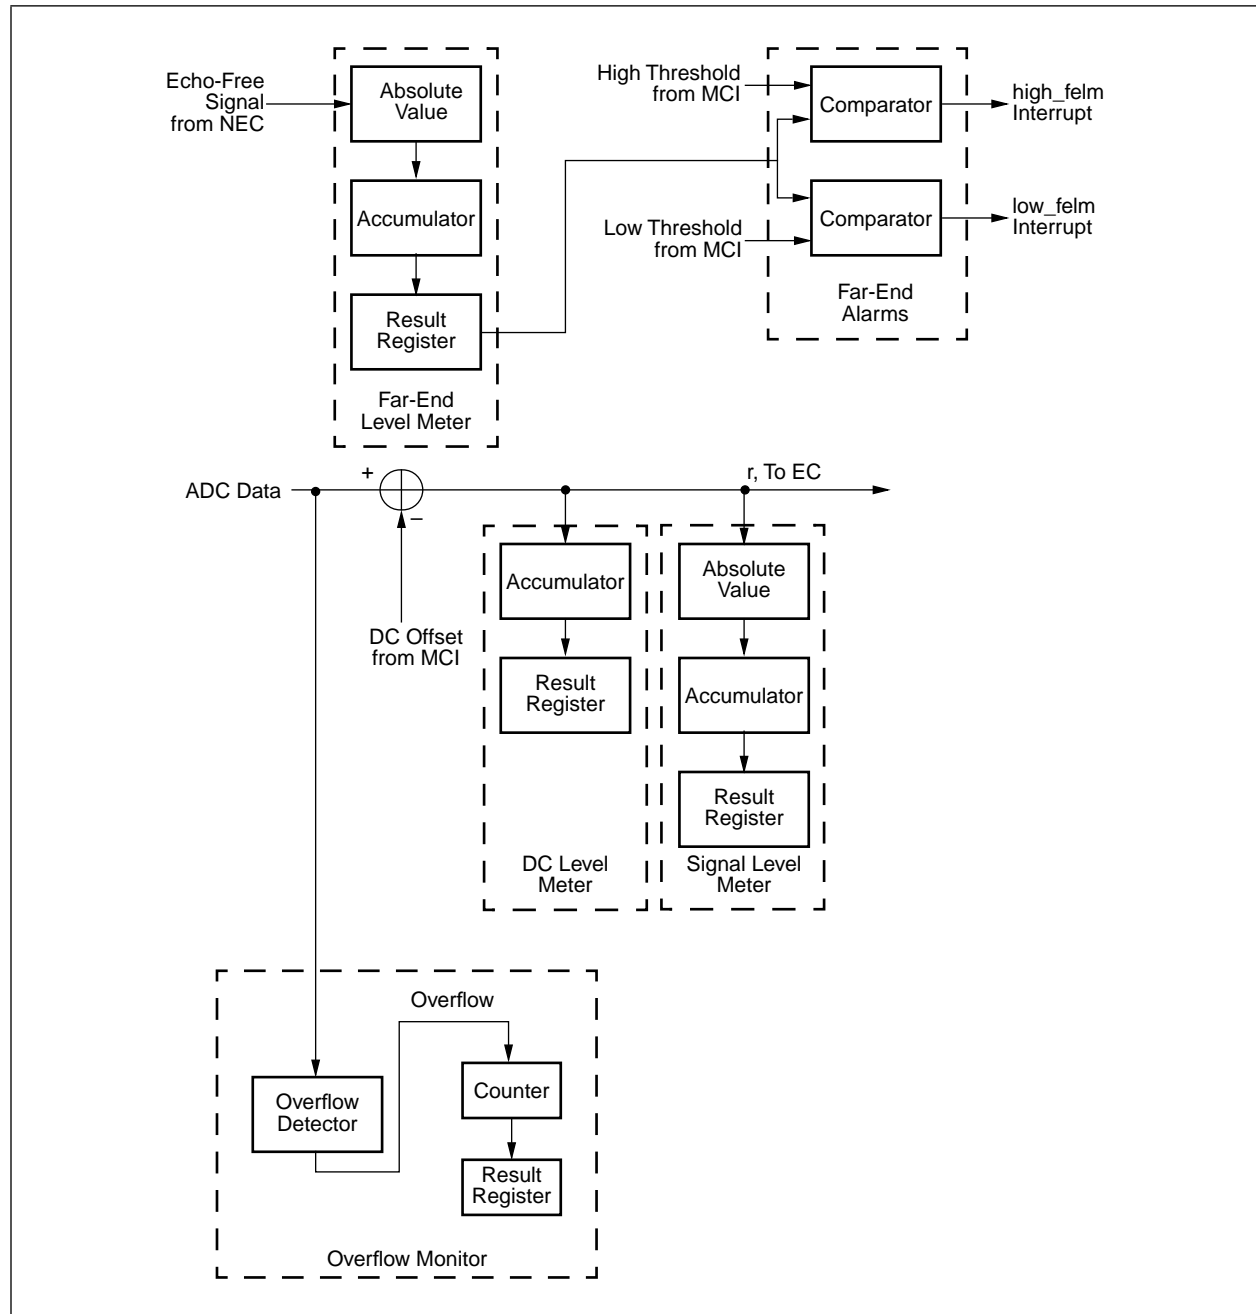 Echo-Free
Signal
from NEC
Absolute
Value
Accumulator
Result
Register
Far-End
Level Meter
High Threshold
from MCI
Comparator
high_felm
Interrupt
Low Threshold
from MCI
Comparator
low_felm
Interrupt
Far-End
Alarms
ADC Data
+
–
r, To EC
DC Offset
from MCI
Accumulator
Result
Register
DC Level
Meter
Absolute
Value
Accumulator
Result
Register
Signal Level
Meter
Overflow
Overflow
Detector
Counter
Result
Register
Overflow Monitor